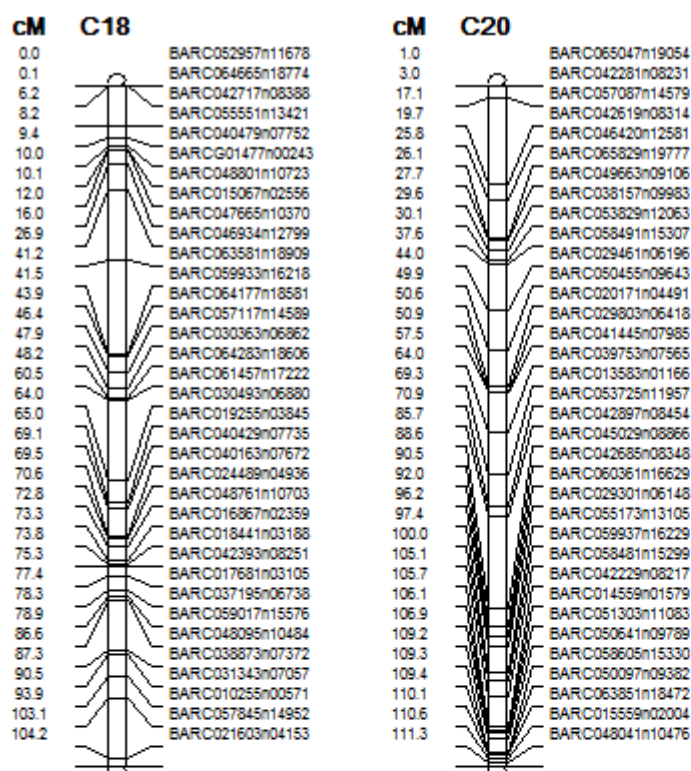 cM C18
0.0 BARC052957n11678
0.1 BARC064665n18774
6.2 BARC042717n08388
8.2 BARC055551n13421
9.4 BARC040479n07752
10.0 BARCG01477n00243
10.1 BARC048801n10723
12.0 BARC015067n02556
16.0 BARC047665n10370
26.9 BARC046934n12799
41.2 BARC063581n18909
41.5 BARC059933n16218
43.9 BARC064177n18581
46.4 BARC057117n14589
47.9 BARC030363n06862
48.2 BARC064283n18606
60.5 BARC061457n17222
64.0 BARC030493n06880
65.0 BARC019255n03845
69.1 BARC040429n07735
69.5 BARC040163n07672
70.6 BARC024489n04936
72.8 BARC048761n10703
73.3 BARC016867n02359
73.8 BARC018441n03188
75.3 BARC042393n08251
77.4 BARC017681n03105
78.3 BARC037195n06738
78.9 BARC059017n15576
86.6 BARC048095n10484
87.3 BARC038873n07372
90.5 BARC031343n07057
93.9 BARC010255n00571
103.1 BARC057845n14952
104.2 BARC021603n04153
cM C20
1.0 BARC065047n19054
3.0 BARC042281n08231
17.1 BARC057087n14579
19.7 BARC042619n08314
25.8 BARC046420n12581
26.1 BARC065829n19777
27.7 BARC049663n09106
29.6 BARC038157n09983
30.1 BARC053829n12063
37.6 BARC058491n15307
44.0 BARC029461n06196
49.9 BARC050455n09643
50.6 BARC020171n04491
50.9 BARC029803n06418
57.5 BARC041445n07985
64.0 BARC039753n07565
69.3 BARC013583n01166
70.9 BARC053725n11957
85.7 BARC042897n08454
88.6 BARC045029n08866
90.5 BARC042685n08348
92.0 BARC060361n16629
96.2 BARC029301n06148
97.4 BARC055173n13105
100.0 BARC059937n16229
105.1 BARC058481n15299
105.7 BARC042229n08217
106.1 BARC014559n01579
106.9 BARC051303n11083
109.2 BARC050641n09789
109.3 BARC058605n15330
109.4 BARC050097n09382
110.1 BARC063851n18472
110.6 BARC015559n02004
111.3 BARC048041n10476